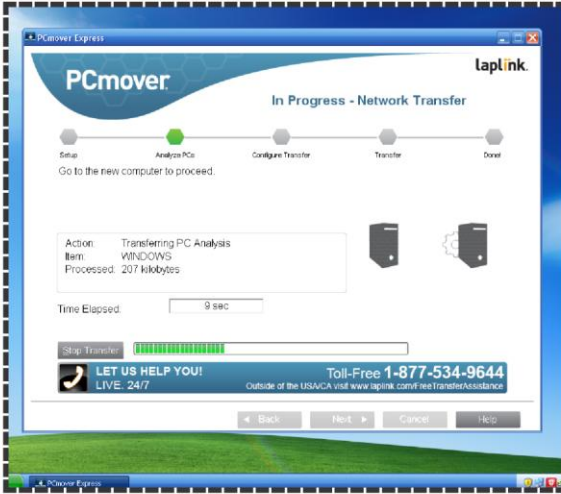 PCmover Express
PCmover
laplink.
In Progress - Network Transfer
Setup
Analyze PCs
Configure Transfer
Transfer
Done!
Go to the new computer to proceed.
Action: Transferring PC Analysis
Item: WINDOWS
Processed: 207 kilobytes
Time Elapsed: 9 sec
Stop Transfer
LET US HELP YOU!
LIVE. 24/7
Toll-Free 1-877-534-9644
Outside of the USA/CA visit www.laplink.com/FreeTransferAssistance
Back Next Cancel Help
PCmover Express